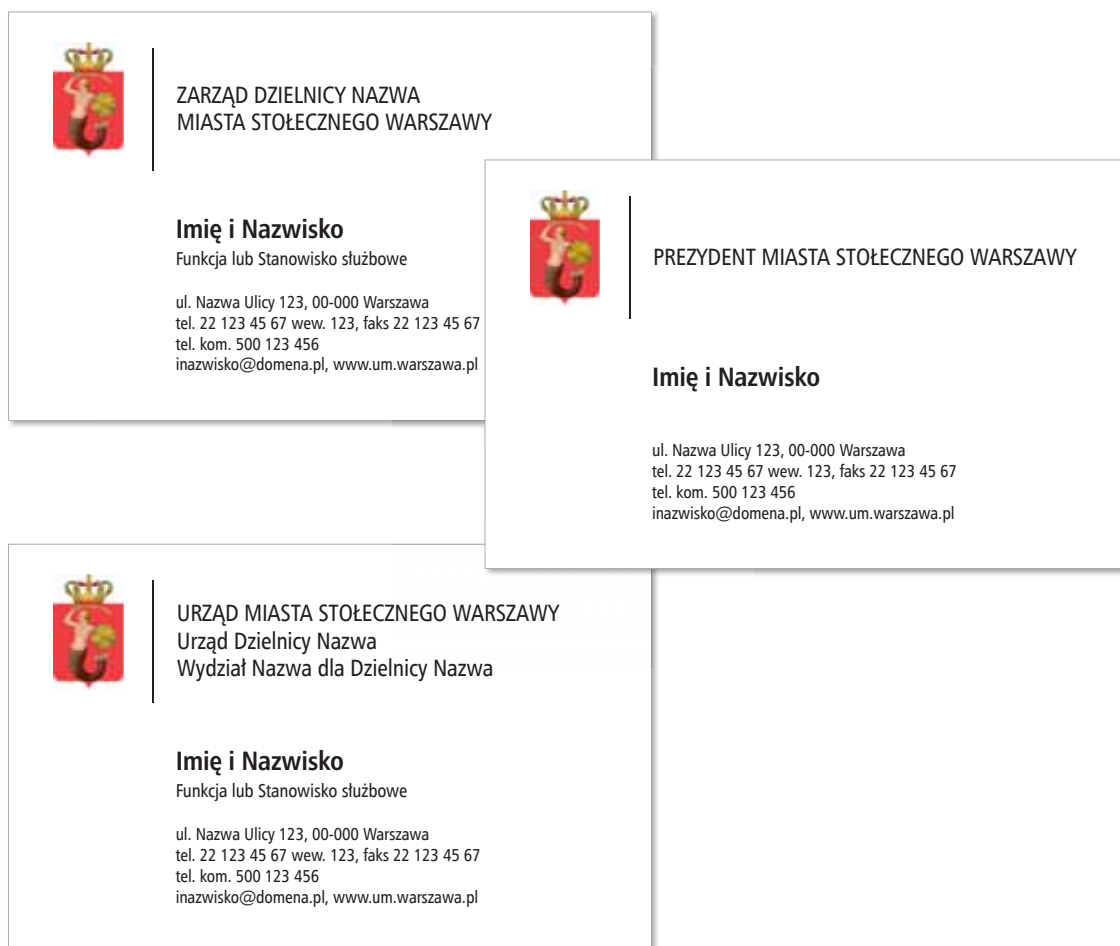 ZARZĄD DZIELNICY NAZWA
MIASTA STOŁECZNEGO WARSZAWY
Imię i Nazwisko
Funkcja lub Stanowisko służbowe
ul. Nazwa Ulicy 123, 00-000 Warszawa
tel. 22 123 45 67 wew. 123, faks 22 123 45 67
tel. kom. 500 123 456
inazwisko@domena.pl, www.um.warszawa.pl
PREZYDENT MIASTA STOŁECZNEGO WARSZAWY
Imię i Nazwisko
ul. Nazwa Ulicy 123, 00-000 Warszawa
tel. 22 123 45 67 wew. 123, faks 22 123 45 67
tel. kom. 500 123 456
inazwisko@domena.pl, www.um.warszawa.pl
URZĄD MIASTA STOŁECZNEGO WARSZAWY
Urząd Dzielnicy Nazwa
Wydział Nazwa dla Dzielnicy Nazwa
Imię i Nazwisko
Funkcja lub Stanowisko służbowe
ul. Nazwa Ulicy 123, 00-000 Warszawa
tel. 22 123 45 67 wew. 123, faks 22 123 45 67
tel. kom. 500 123 456
inazwisko@domena.pl, www.um.warszawa.pl